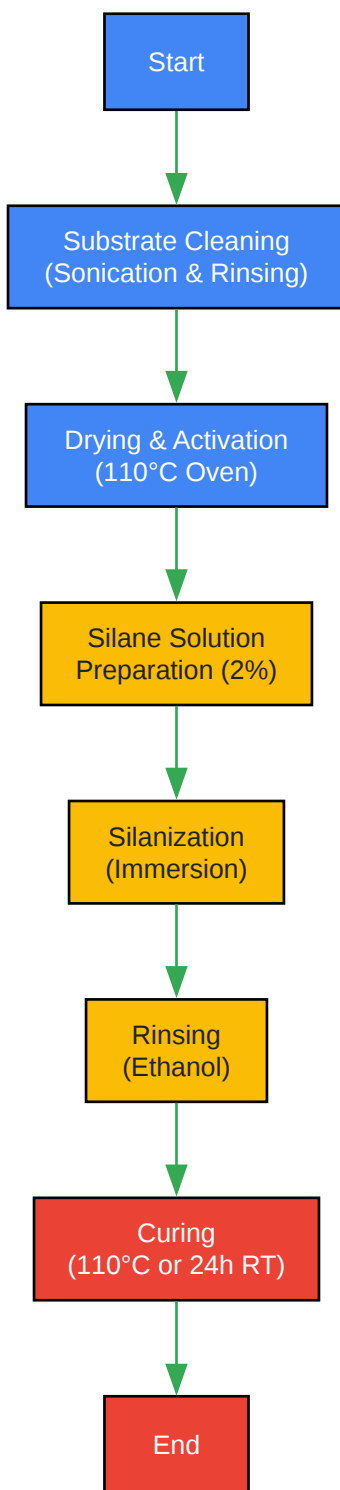 Start
Substrate Cleaning
(Sonication & Rinsing)
Drying & Activation
(110°C Oven)
Silane Solution
Preparation (2%)
Silanization
(Immersion)
Rinsing
(Ethanol)
Curing
(110°C or 24h RT)
End